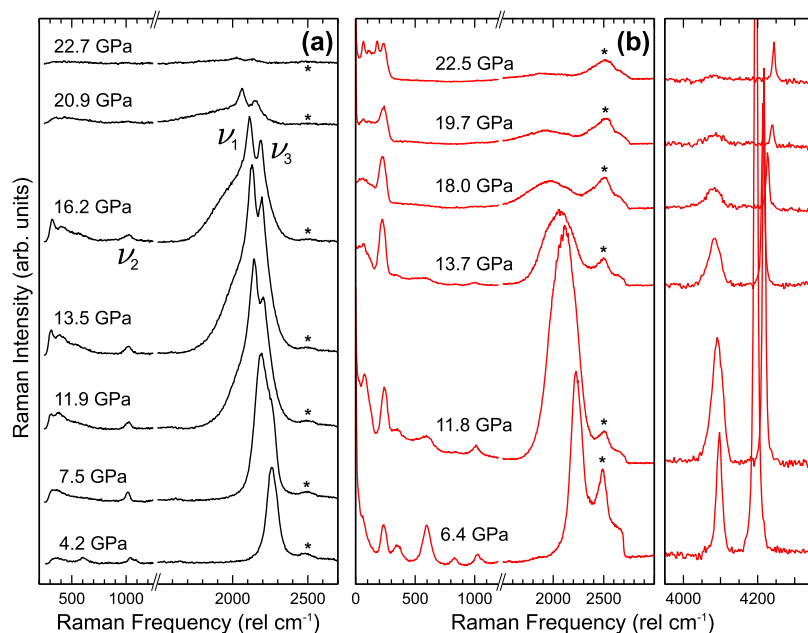 (a)
22.7 GPa
*
20.9 GPa
*
ν1
ν3
16.2 GPa
*
ν2
13.5 GPa
*
11.9 GPa
*
7.5 GPa
*
4.2 GPa
*
(b)
*
22.5 GPa
*
19.7 GPa
*
18.0 GPa
*
13.7 GPa
*
11.8 GPa
*
6.4 GPa
Raman Intensity (arb. units)
500 1000 2000 2500
0 500 1000 2000 2500
4000 4200
Raman Frequency (rel cm-1)
Raman Frequency (rel cm-1)